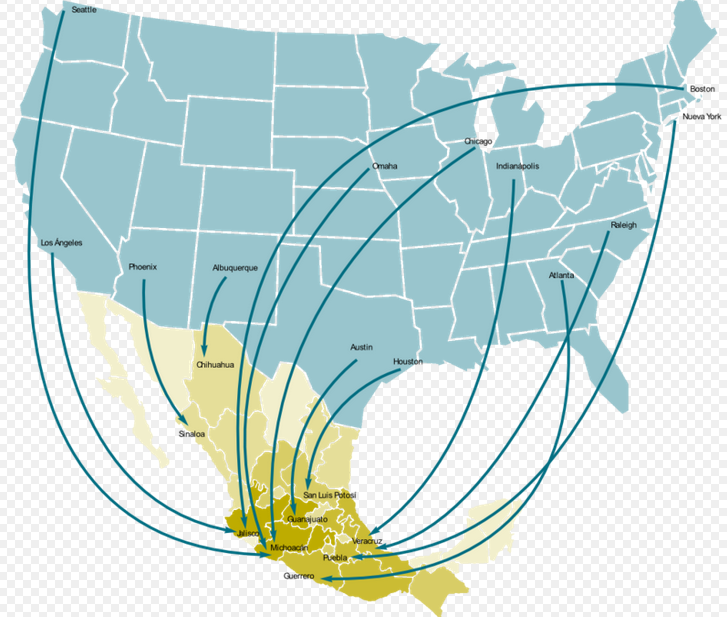 Seattle
Boston
Nueva York
Chicago
Omaha
Indianápolis
Raleigh
Los Ángeles
Phoenix
Albuquerque
Atlanta
Austin
Houston
Chihuahua
Sinaloa
San Luis Potosí
Guanajuato
Jalisco
Veracruz
Michoacán
Puebla
Guerrero